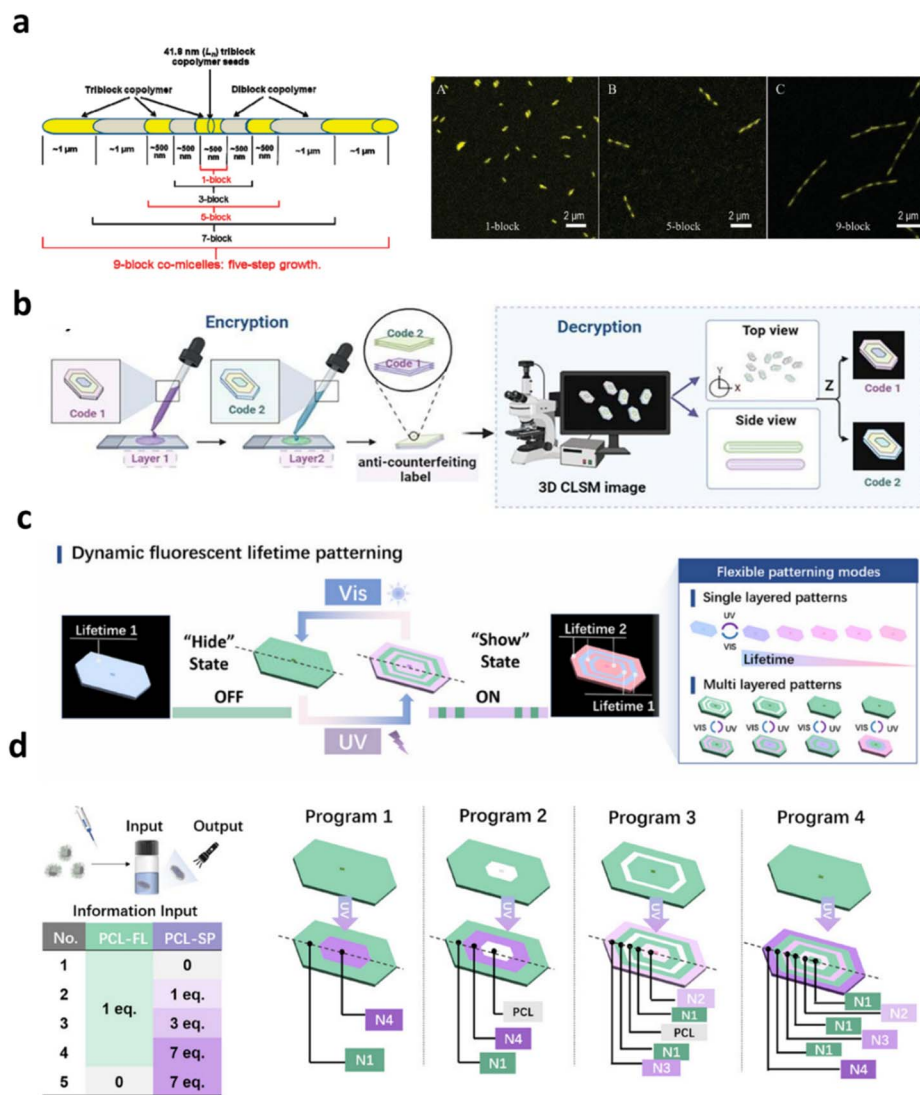 a
41.8 nm (Ln) triblock
copolymer seeds
Triblock copolymer
Diblock copolymer
~1 μm
~1 μm
~500 nm
~500 nm
~500 nm
~500 nm
~500 nm
~1 μm
~1 μm
1-block
3-block
5-block
7-block
9-block co-micelles: five-step growth.
A
1-block
2 μm
B
5-block
2 μm
C
9-block
2 μm
b
Encryption
Code 1
Layer 1
Code 2
Layer2
Code 2
Code 1
anti-counterfeiting
label
Decryption
3D CLSM image
Top view
Y
X
Side view
Z
Code 1
Code 2
c
Dynamic fluorescent lifetime patterning
Lifetime 1
"Hide"
State
OFF
Vis
UV
"Show"
State
ON
Lifetime 2
Lifetime 1
Flexible patterning modes
Single layered patterns
UV
VIS
Lifetime
Multi layered patterns
VIS UV VIS UV VIS UV VIS UV
d
Input
Output
Information Input
No. PCL-FL PCL-SP
1 0
2 1 eq.
1 eq.
3 3 eq.
4 7 eq.
5 0 7 eq.
Program 1
UV
N4
N1
Program 2
UV
PCL
N4
N1
Program 3
UV
N2
N1
PCL
N1
N3
Program 4
UV
N1
N2
N1
N3
N1
N4